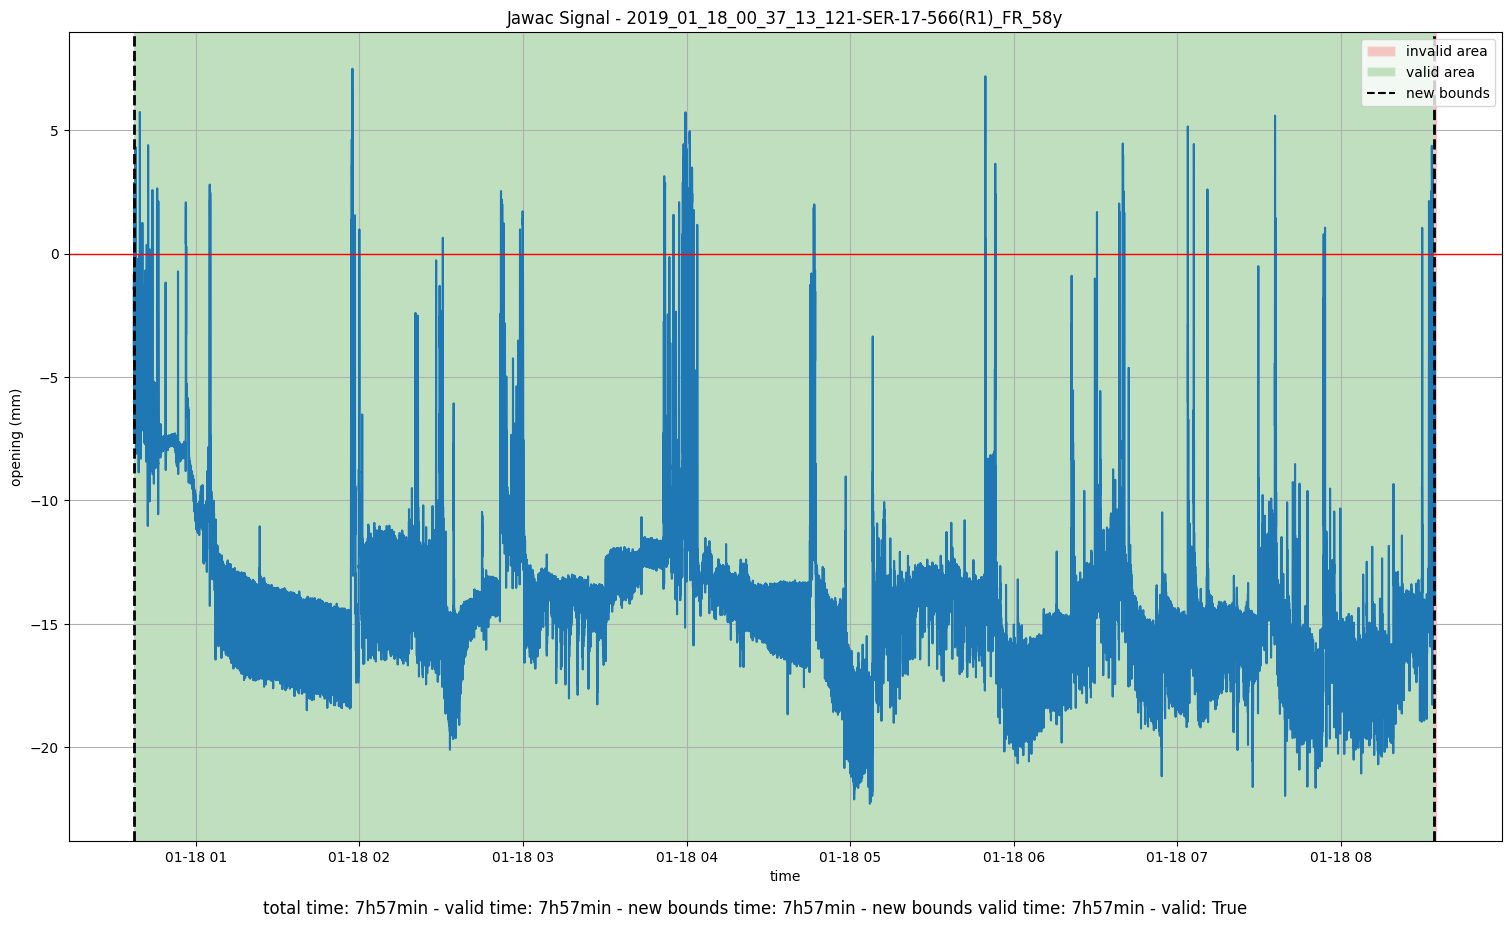 Jawac Signal - 2019_01_18_00_37_13_121-SER-17-566(R1)_FR_58y
invalid area
valid area
new bounds
opening (mm)
5
0
−5
−10
−15
−20
01-18 01
01-18 02
01-18 03
01-18 04
01-18 05
01-18 06
01-18 07
01-18 08
time
total time: 7h57min - valid time: 7h57min - new bounds time: 7h57min - new bounds valid time: 7h57min - valid: True